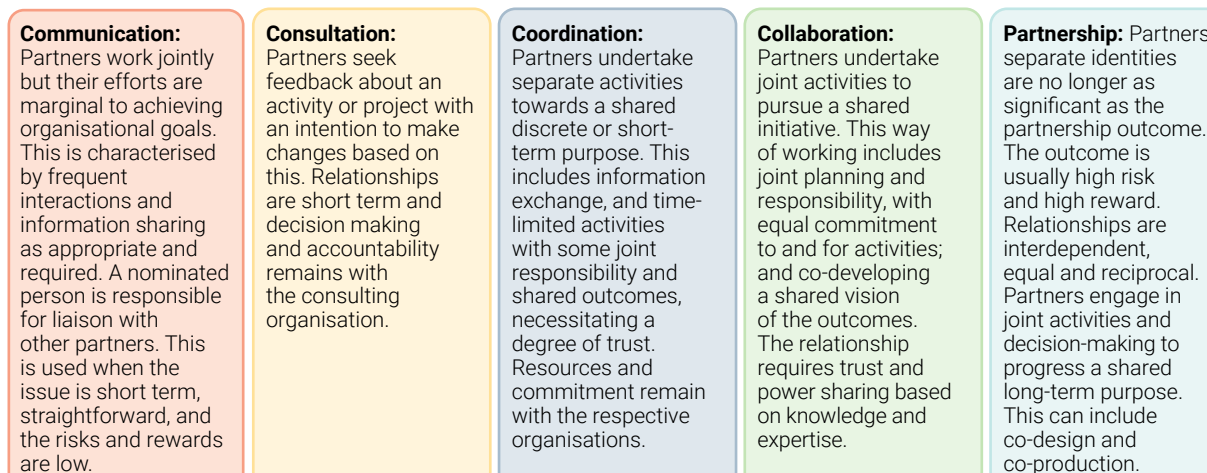 Communication:
Partners work jointly
but their efforts are
marginal to achieving
organisational goals.
This is characterised
by frequent
interactions and
information sharing
as appropriate and
required. A nominated
person is responsible
for liaison with
other partners. This
is used when the
issue is short term,
straightforward, and
the risks and rewards
are low.
Consultation:
Partners seek
feedback about an
activity or project with
an intention to make
changes based on
this. Relationships
are short term and
decision making
and accountability
remains with
the consulting
organisation.
Coordination:
Partners undertake
separate activities
towards a shared
discrete or short-
term purpose. This
includes information
exchange, and time-
limited activities
with some joint
responsibility and
shared outcomes,
necessitating a
degree of trust.
Resources and
commitment remain
with the respective
organisations.
Collaboration:
Partners undertake
joint activities to
pursue a shared
initiative. This way
of working includes
joint planning and
responsibility, with
equal commitment
to and for activities;
and co-developing
a shared vision
of the outcomes.
The relationship
requires trust and
power sharing based
on knowledge and
expertise.
Partnership: Partners
separate identities
are no longer as
significant as the
partnership outcome.
The outcome is
usually high risk
and high reward.
Relationships are
interdependent,
equal and reciprocal.
Partners engage in
joint activities and
decision-making to
progress a shared
long-term purpose.
This can include
co-design and
co-production.